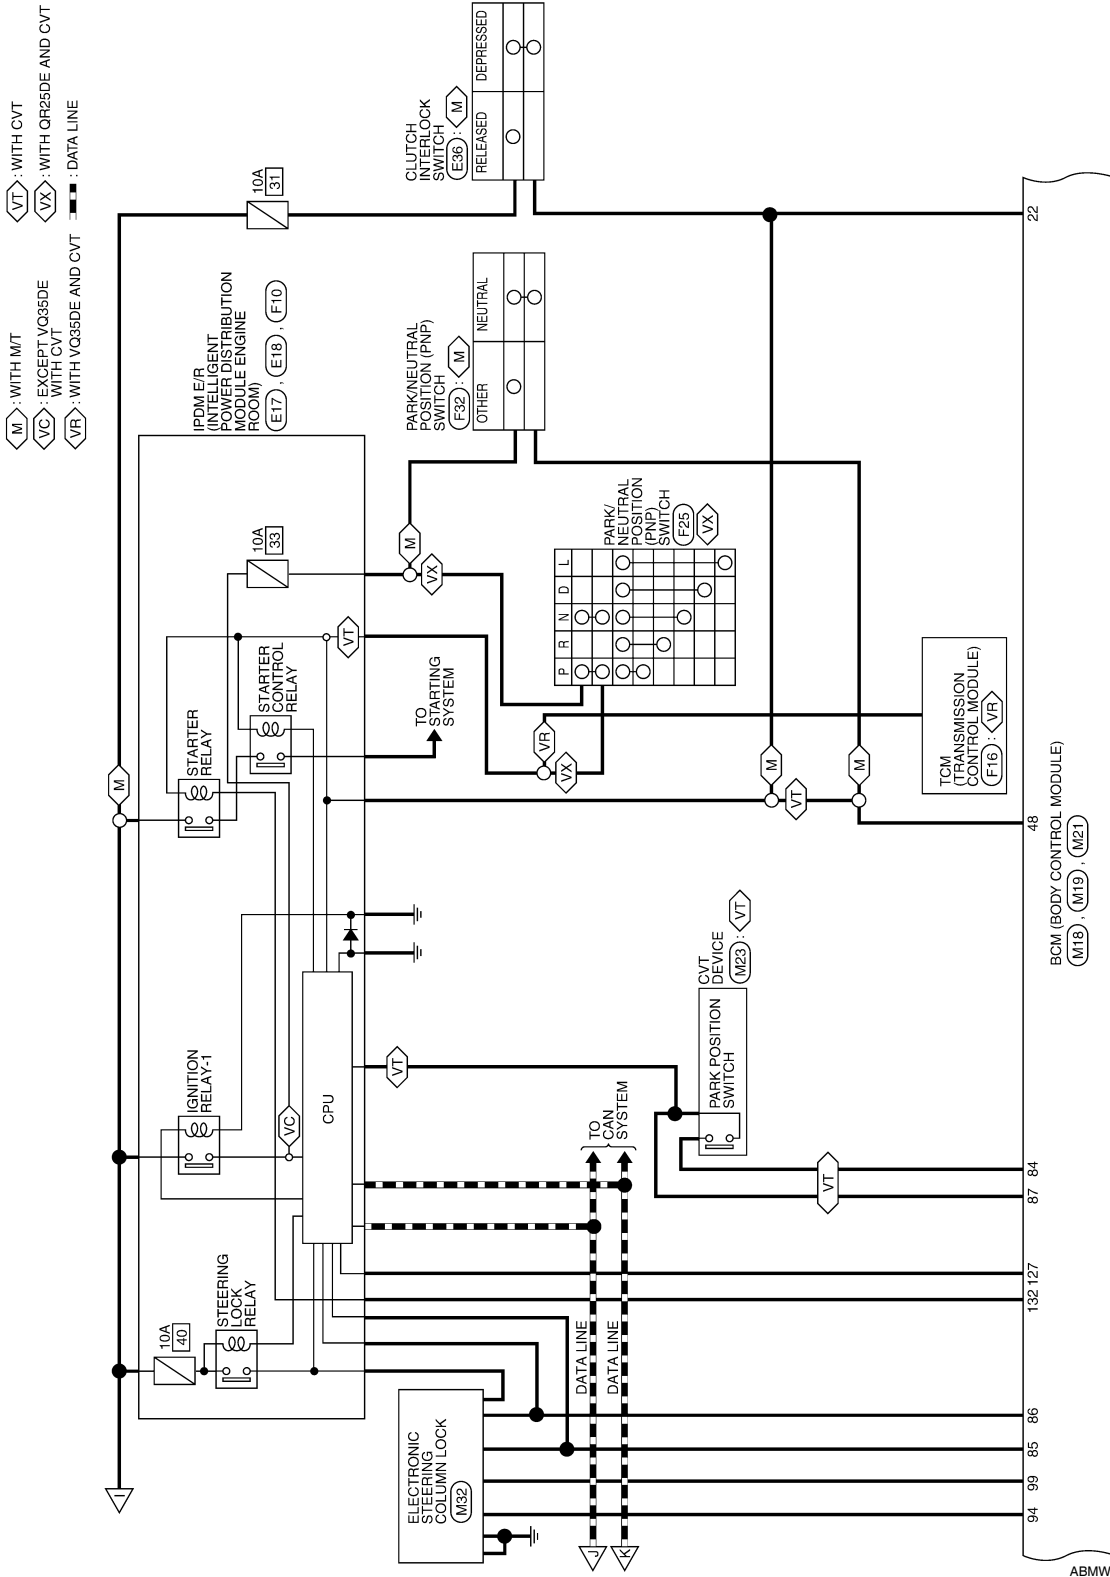 M : WITH M/T
VC : EXCEPT VQ35DE
WITH CVT
VR : WITH VQ35DE AND CVT
VT : WITH CVT
VX : WITH QR25DE AND CVT
: DATA LINE
I
M
10A
40
STEERING
LOCK
RELAY
IGNITION
RELAY-1
VC
CPU
STARTER
RELAY
STARTER
CONTROL
RELAY
10A
33
VT
IPDM E/R
(INTELLIGENT
POWER DISTRIBUTION
MODULE ENGINE
ROOM)
E17 , E18 , F10
10A
31
TO
STARTING
SYSTEM
M
VX
PARK/NEUTRAL
POSITION (PNP)
SWITCH
F32 : M
OTHER
NEUTRAL
CLUTCH
INTERLOCK
SWITCH
E36 : M
RELEASED
DEPRESSED
P
R
N
D
L
PARK/
NEUTRAL
POSITION
(PNP)
SWITCH
F25 : VX
VR
VX
VT
M
VT
M
TCM
(TRANSMISSION
CONTROL MODULE)
F16 : VR
TO
CAN
SYSTEM
CVT
DEVICE
M23 : VT
PARK POSITION
SWITCH
VT
ELECTRONIC
STEERING
COLUMN LOCK
M32
DATA LINE
DATA LINE
J
K
94
99
85
86
132
127
87
84
48
22
BCM (BODY CONTROL MODULE)
M18 , M19 , M21
ABMW